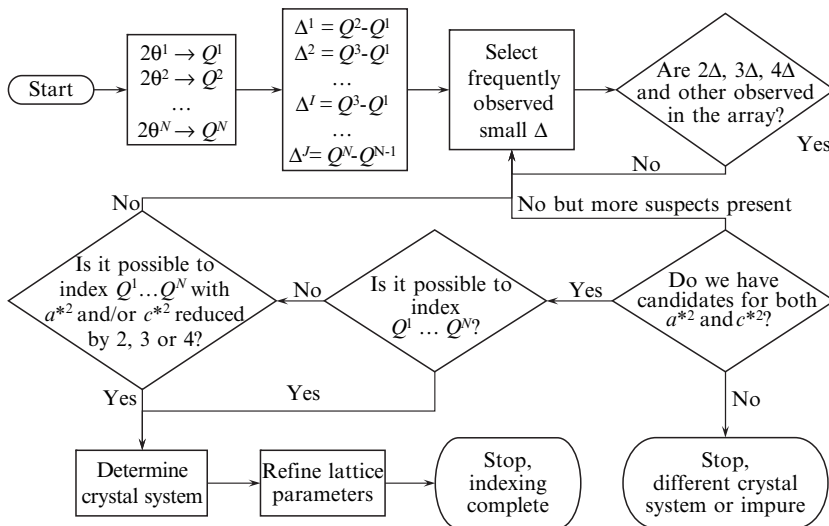 Start
2θ¹ → Q¹
2θ² → Q²
...
2θᴺ → Qᴺ
Δ¹ = Q²-Q¹
Δ² = Q³-Q¹
...
Δᴵ = Q³-Q¹
...
Δᴶ = Qᴺ-Qᴺ⁻¹
Select
frequently
observed
small Δ
Are 2Δ, 3Δ, 4Δ
and other observed
in the array?
Yes
No
No but more suspects present
Do we have
candidates for both
a*² and c*²?
Yes
No
Is it possible to
index
Q¹ ... Qᴺ?
No
Yes
Is it possible to
index Q¹...Qᴺ with
a*² and/or c*² reduced
by 2, 3 or 4?
No
Yes
Determine
crystal system
Refine lattice
parameters
Stop,
indexing
complete
Stop,
different crystal
system or impure